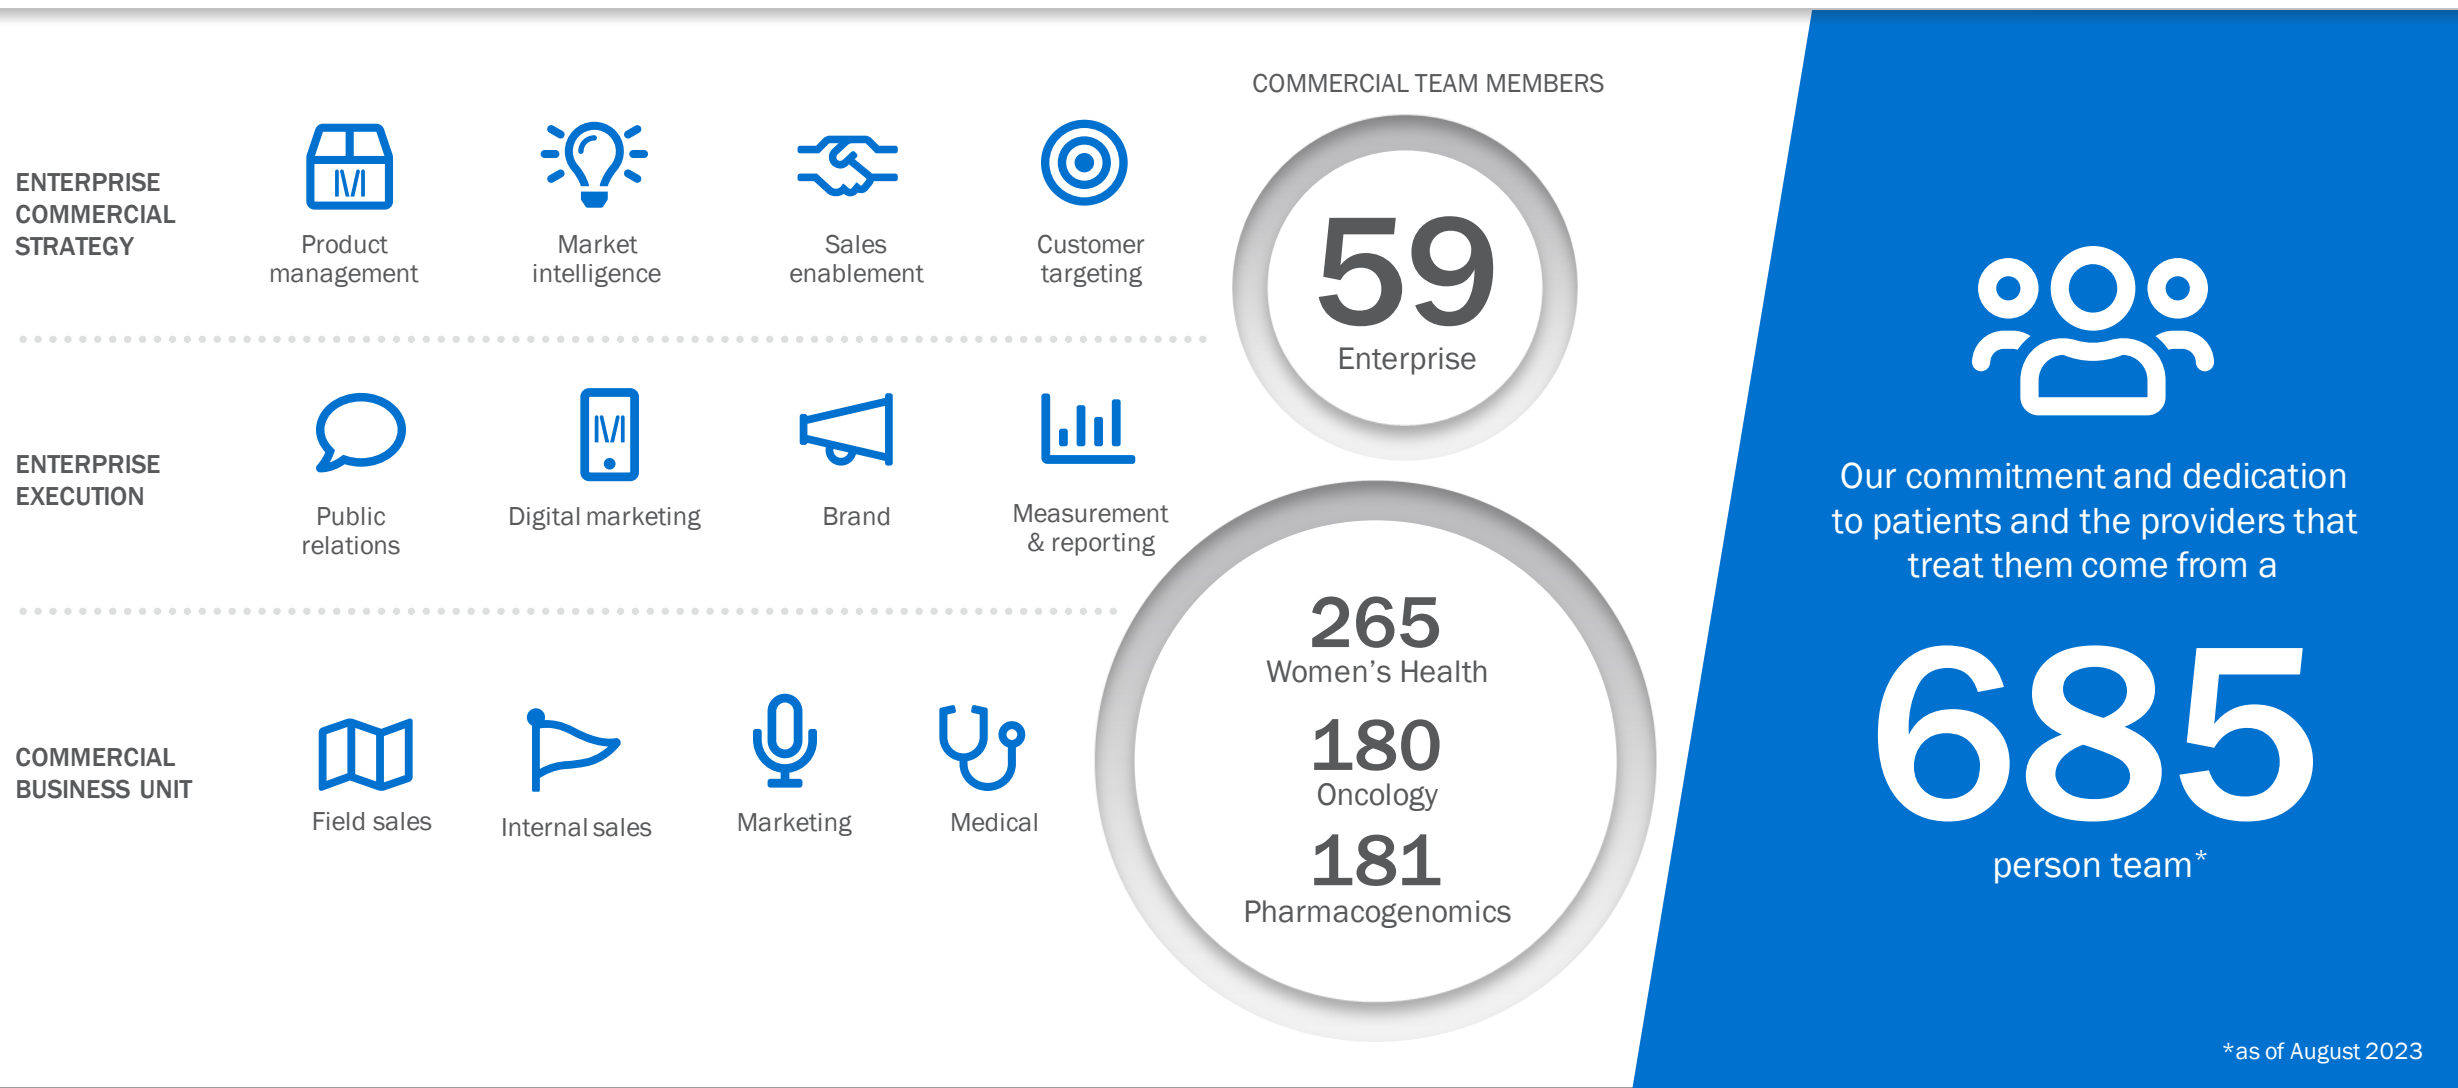 COMMERCIAL TEAM MEMBERS
ENTERPRISE
COMMERCIAL
STRATEGY
Product
management
Market
intelligence
Sales
enablement
Customer
targeting
59
Enterprise
ENTERPRISE
EXECUTION
Public
relations
Digital marketing
Brand
Measurement
& reporting
COMMERCIAL
BUSINESS UNIT
Field sales
Internal sales
Marketing
Medical
265
Women's Health
180
Oncology
181
Pharmacogenomics
Our commitment and dedication
to patients and the providers that
treat them come from a
685
person team*
*as of August 2023